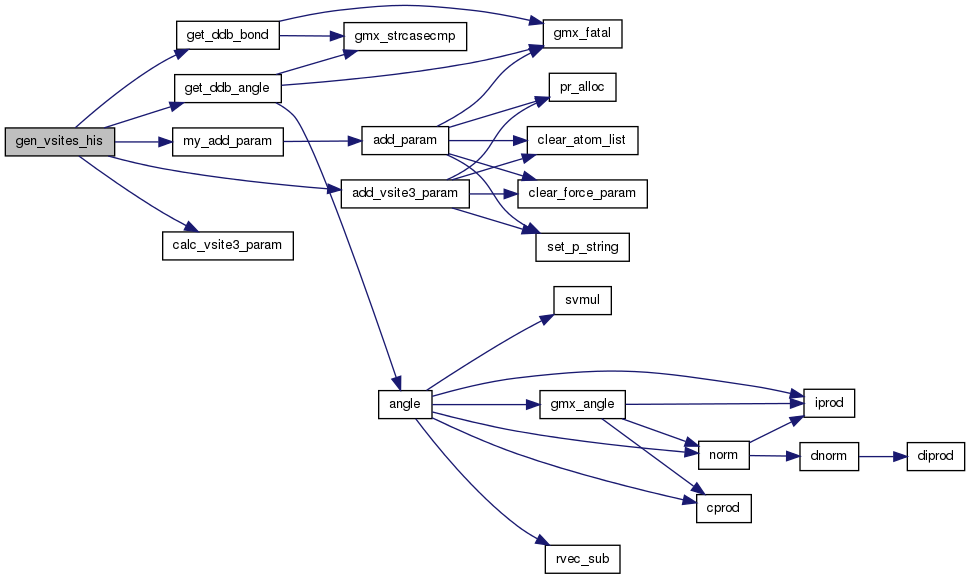 get_ddb_bond
gmx_strcasecmp
gmx_fatal
get_ddb_angle
pr_alloc
gen_vsites_his
my_add_param
add_param
clear_atom_list
add_vsite3_param
clear_force_param
calc_vsite3_param
set_p_string
svmul
angle
gmx_angle
iprod
norm
dnorm
diprod
cprod
rvec_sub